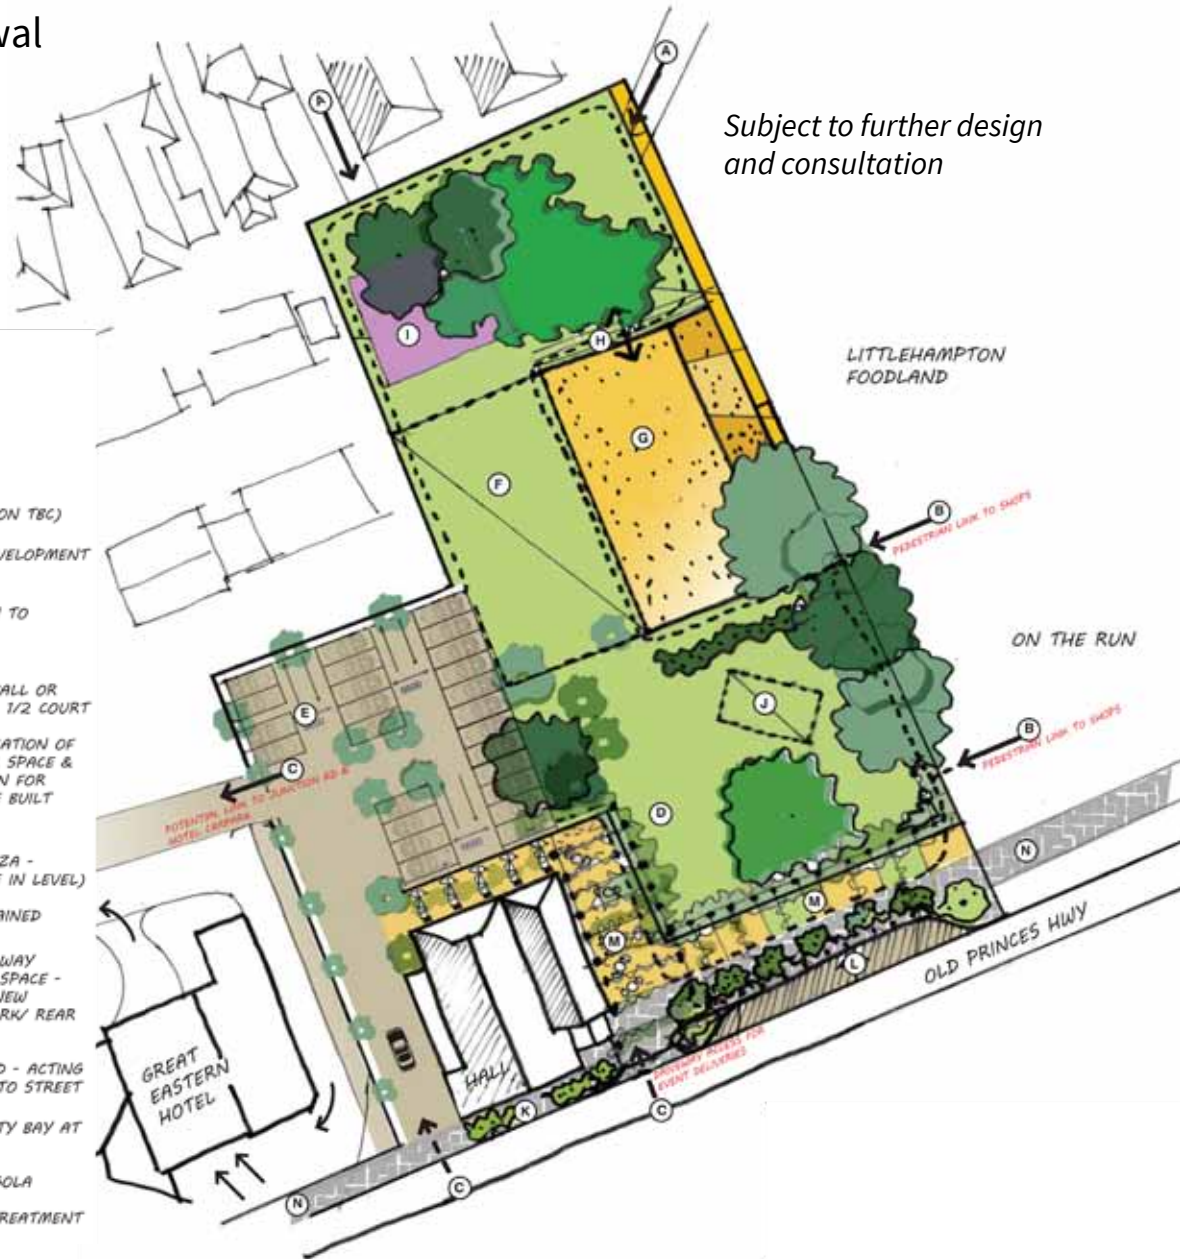 wal
Subject to further design
and consultation
A
A
LITTLEHAMPTON
FOODLAND
I
H
G
F
B
PEDESTRIAN LINK TO SHOPS
ON THE RUN
J
B
PEDESTRIAN LINK TO SHOPS
E
C
POTENTIAL LINK TO JUNCTION RD &
HOTEL CARPARK
D
N
M
M
L
OLD PRINCES HWY
DRIVEWAY ACCESS FOR
EVENT DELIVERIES
HALL
K
C
GREAT
EASTERN
HOTEL
N
C
ON TBC)
VELOPMENT
TO
ALL OR
1/2 COURT
ATION OF
SPACE &
N FOR
BUILT
ZA -
IN LEVEL)
AINED
WAY
SPACE -
IEW
RK/ REAR
D - ACTING
TO STREET
TY BAY AT
OLA
REATMENT